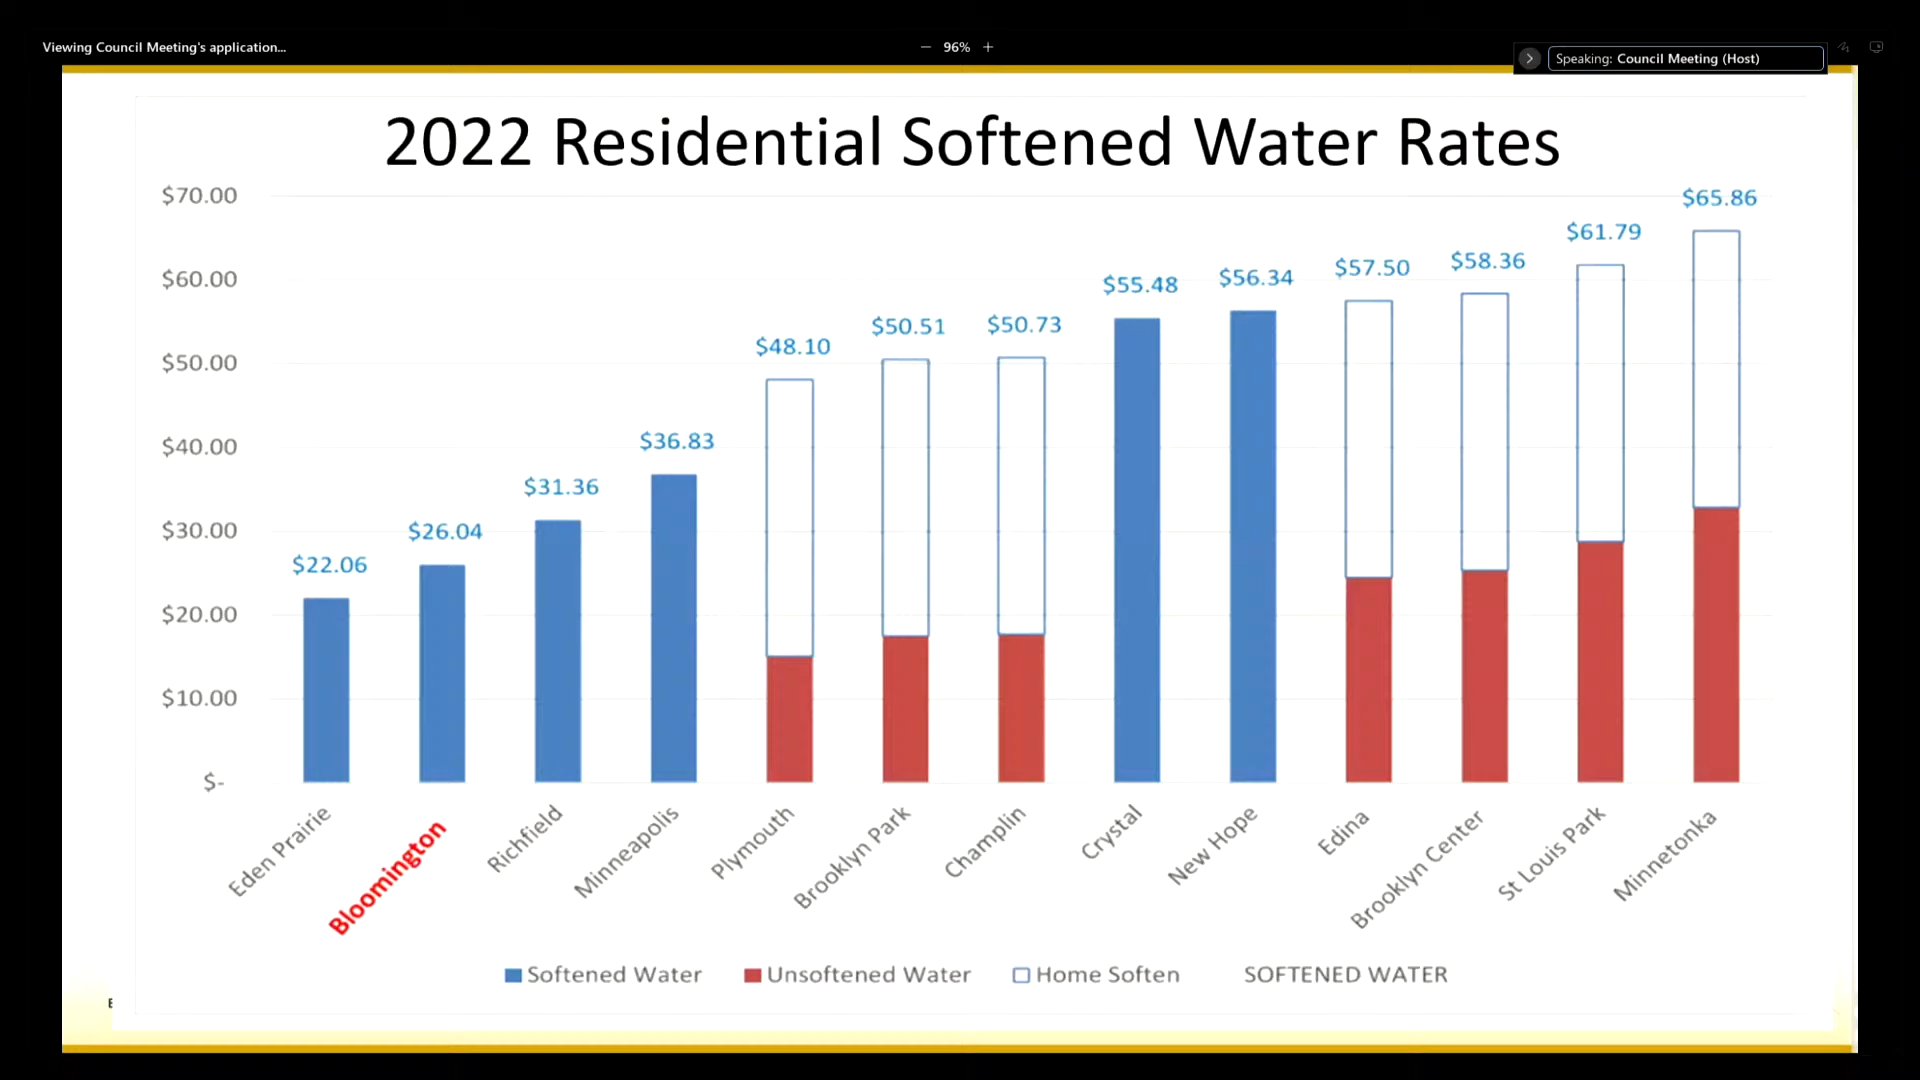 Viewing Council Meeting's application...
96%
Speaking: Council Meeting (Host)
2022 Residential Softened Water Rates
$70.00
$60.00
$50.00
$40.00
$30.00
$20.00
$10.00
$-
$22.06
$26.04
$31.36
$36.83
$48.10
$50.51
$50.73
$55.48
$56.34
$57.50
$58.36
$61.79
$65.86
Eden Prairie
Bloomington
Richfield
Minneapolis
Plymouth
Brooklyn Park
Champlin
Crystal
New Hope
Edina
Brooklyn Center
St Louis Park
Minnetonka
Softened Water
Unsoftened Water
Home Soften
SOFTENED WATER